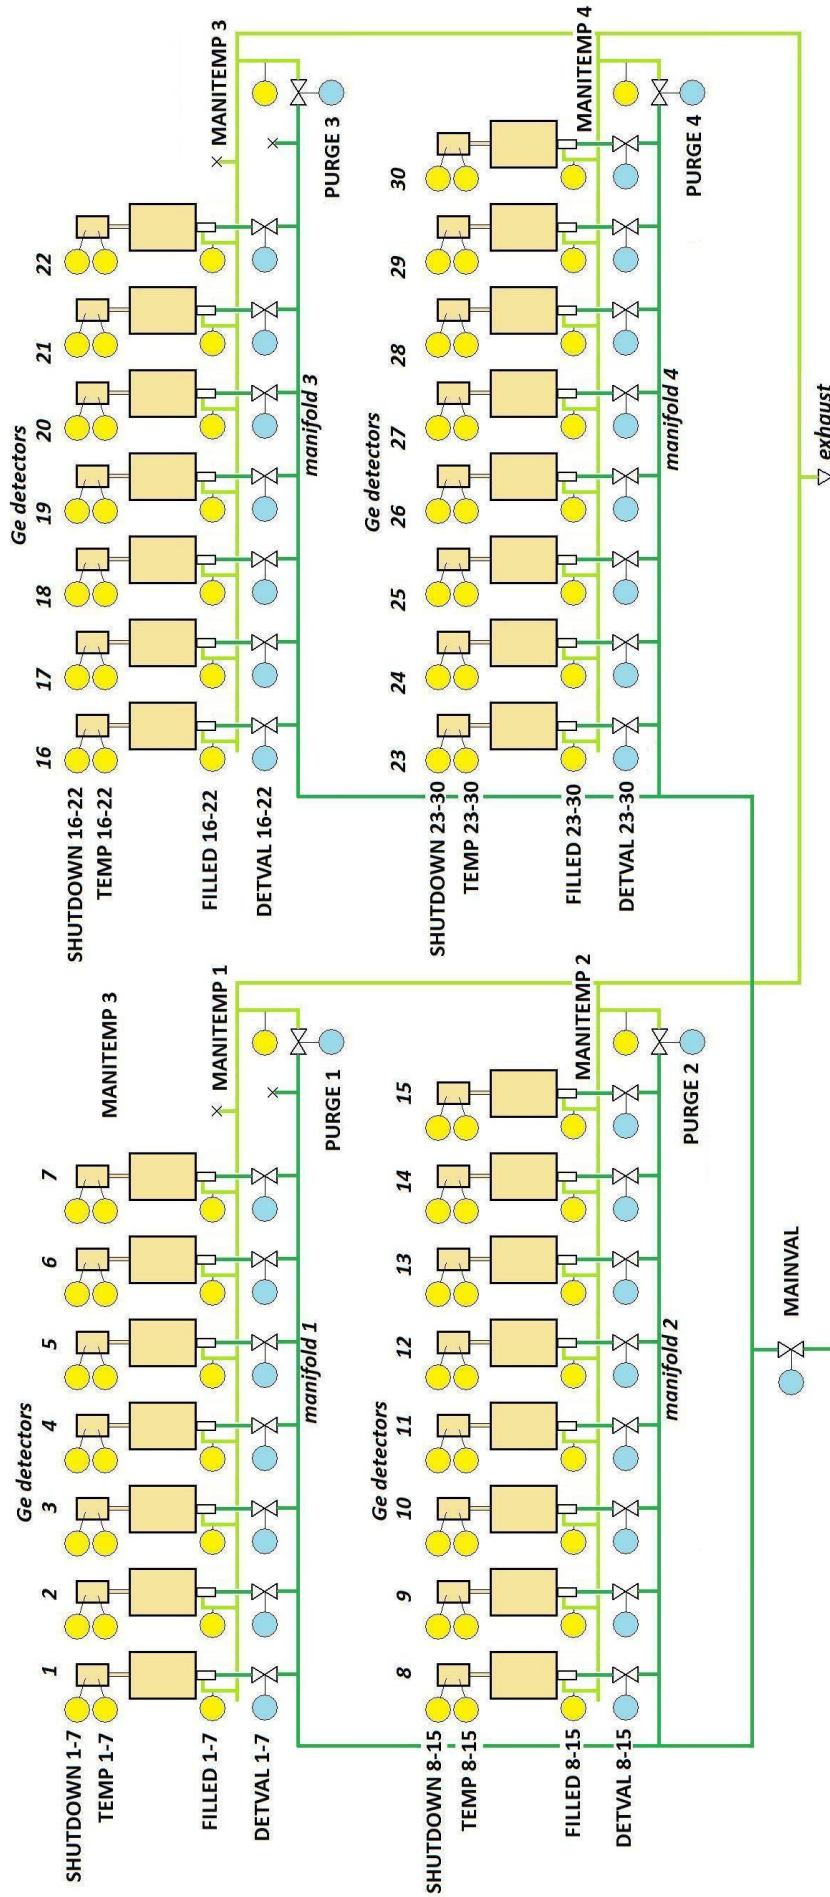 Ge detectors
1 2 3 4 5 6 7
SHUTDOWN 1-7
TEMP 1-7
MANITEMP 3
FILLED 1-7
MANITEMP 1
DETVAL 1-7
manifold 1
PURGE 1
Ge detectors
16 17 18 19 20 21 22
SHUTDOWN 16-22
TEMP 16-22
FILLED 16-22
MANITEMP 3
DETVAL 16-22
manifold 3
PURGE 3
Ge detectors
8 9 10 11 12 13 14 15
SHUTDOWN 8-15
TEMP 8-15
FILLED 8-15
MANITEMP 2
DETVAL 8-15
manifold 2
PURGE 2
Ge detectors
23 24 25 26 27 28 29 30
SHUTDOWN 23-30
TEMP 23-30
FILLED 23-30
MANITEMP 4
DETVAL 23-30
manifold 4
PURGE 4
MAINVAL
exhaust